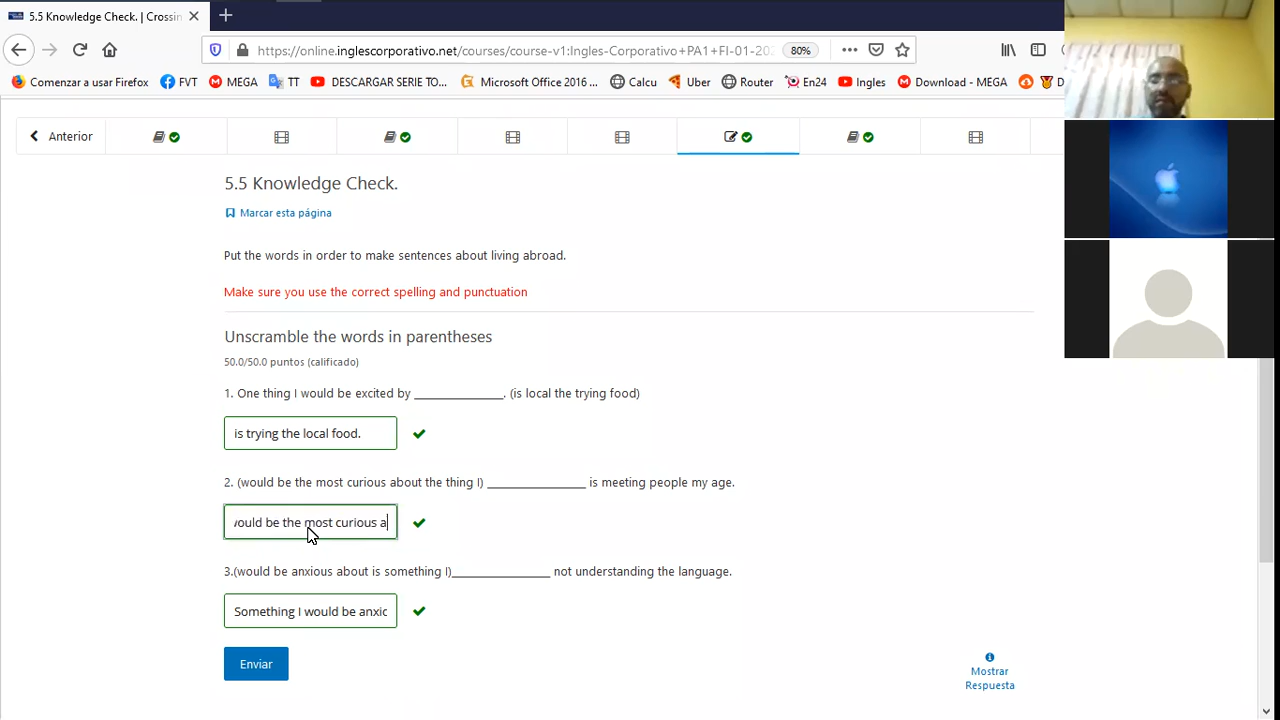 5.5 Knowledge Check. | Crossin
https://online.inglescorporativo.net/courses/course-v1:Ingles-Corporativo+PA1+FI-01-202
80%
Comenzar a usar Firefox
FVT
MEGA
TT
DESCARGAR SERIE TO...
Microsoft Office 2016 ...
Calcu
Uber
Router
En24
Ingles
Download - MEGA
D
Anterior
5.5 Knowledge Check.
Marcar esta página
Put the words in order to make sentences about living abroad.
Make sure you use the correct spelling and punctuation
Unscramble the words in parentheses
50.0/50.0 puntos (calificado)
1. One thing I would be excited by ______________. (is local the trying food)
is trying the local food.
2. (would be the most curious about the thing I) ________________ is meeting people my age.
ould be the most curious a
3.(would be anxious about is something I)________________ not understanding the language.
Something I would be anxio
Enviar
Mostrar
Respuesta